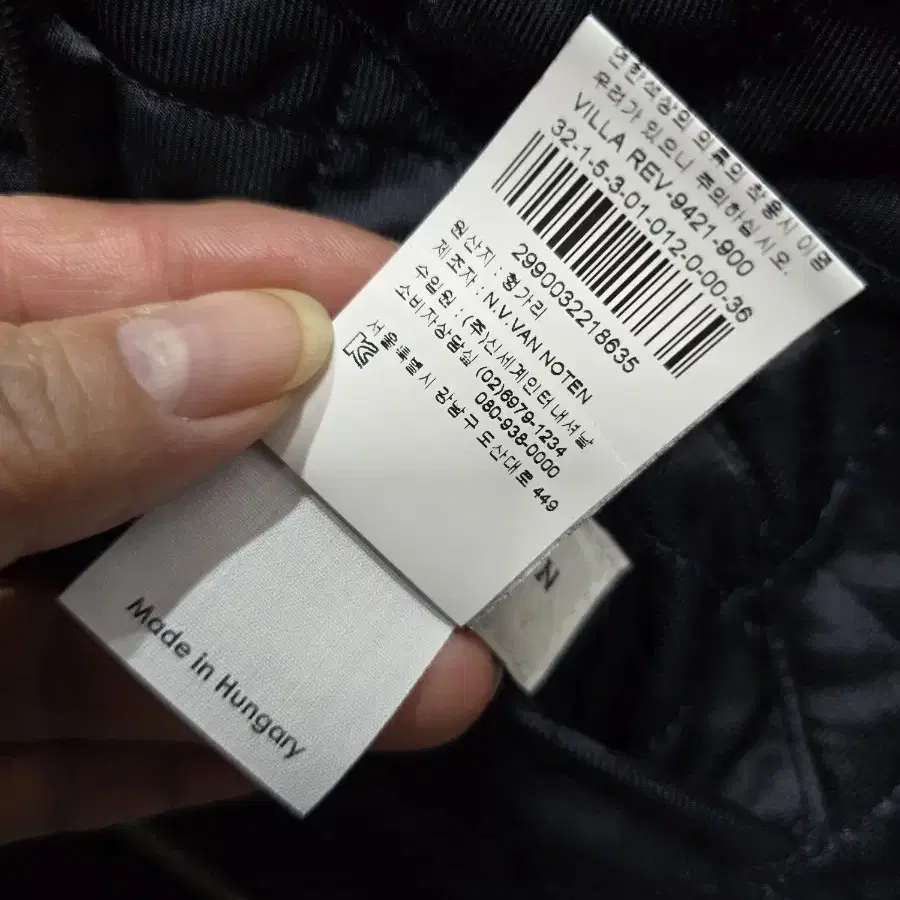 연한색상의 의류의 착용시 이염
우려가 있으니 주의하십시오.
VILLA REV-9421-900
32-1-5-3-01-012-0-00-36
2990032218635
원산지 : 헝가리
제조자 : N.V.VAN NOTEN
수입원 : (주)신세계인터내셔날
소비자상담실 (02)6979-1234
080-938-0000
서울특별시 강남구 도산대로 449
Made in Hungary
N